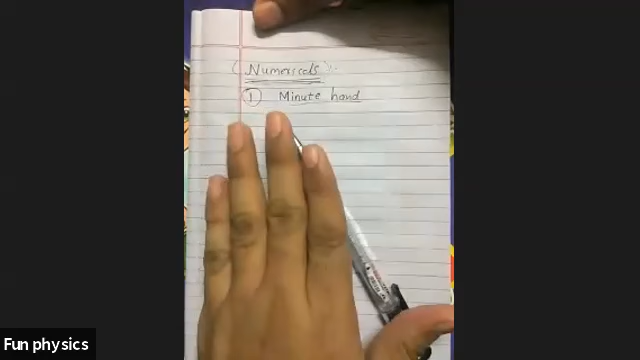 (Numericals)..
① Minute hand
Fun physics